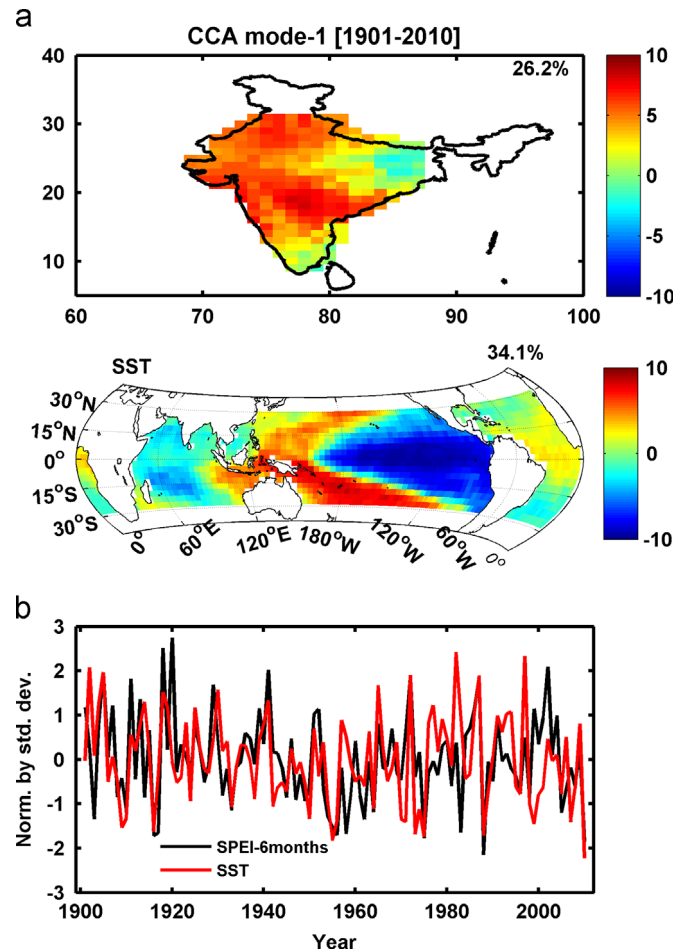 a
CCA mode-1 [1901-2010]
26.2%
40
30
20
10
60 70 80 90 100
10
5
0
-5
-10
SST
34.1%
30°N
15°N
0°
15°S
30°S
0° 60°E 120°E 180°W 120°W 60°W 0°
10
5
0
-5
-10
b
Norm. by std. dev.
3
2
1
0
-1
-2
-3
SPEI-6months
SST
1900 1920 1940 1960 1980 2000
Year